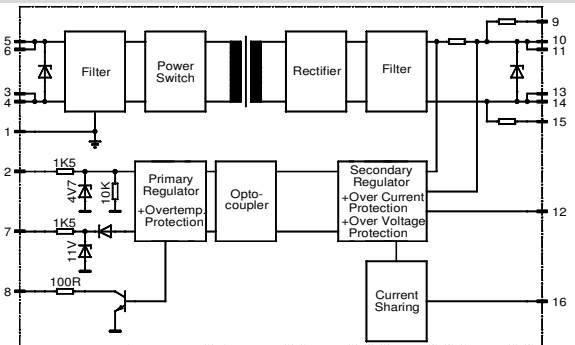 9
5
10
6
11
Filter
Power
Switch
Rectifier
Filter
3
13
4
14
1
15
2
1K5
4V7
10K
Primary
Regulator
+Overtemp.
Protection
Opto-
coupler
Secondary
Regulator
+Over Current
Protection
+Over Voltage
Protection
12
7
1K5
11V
8
100R
Current
Sharing
16